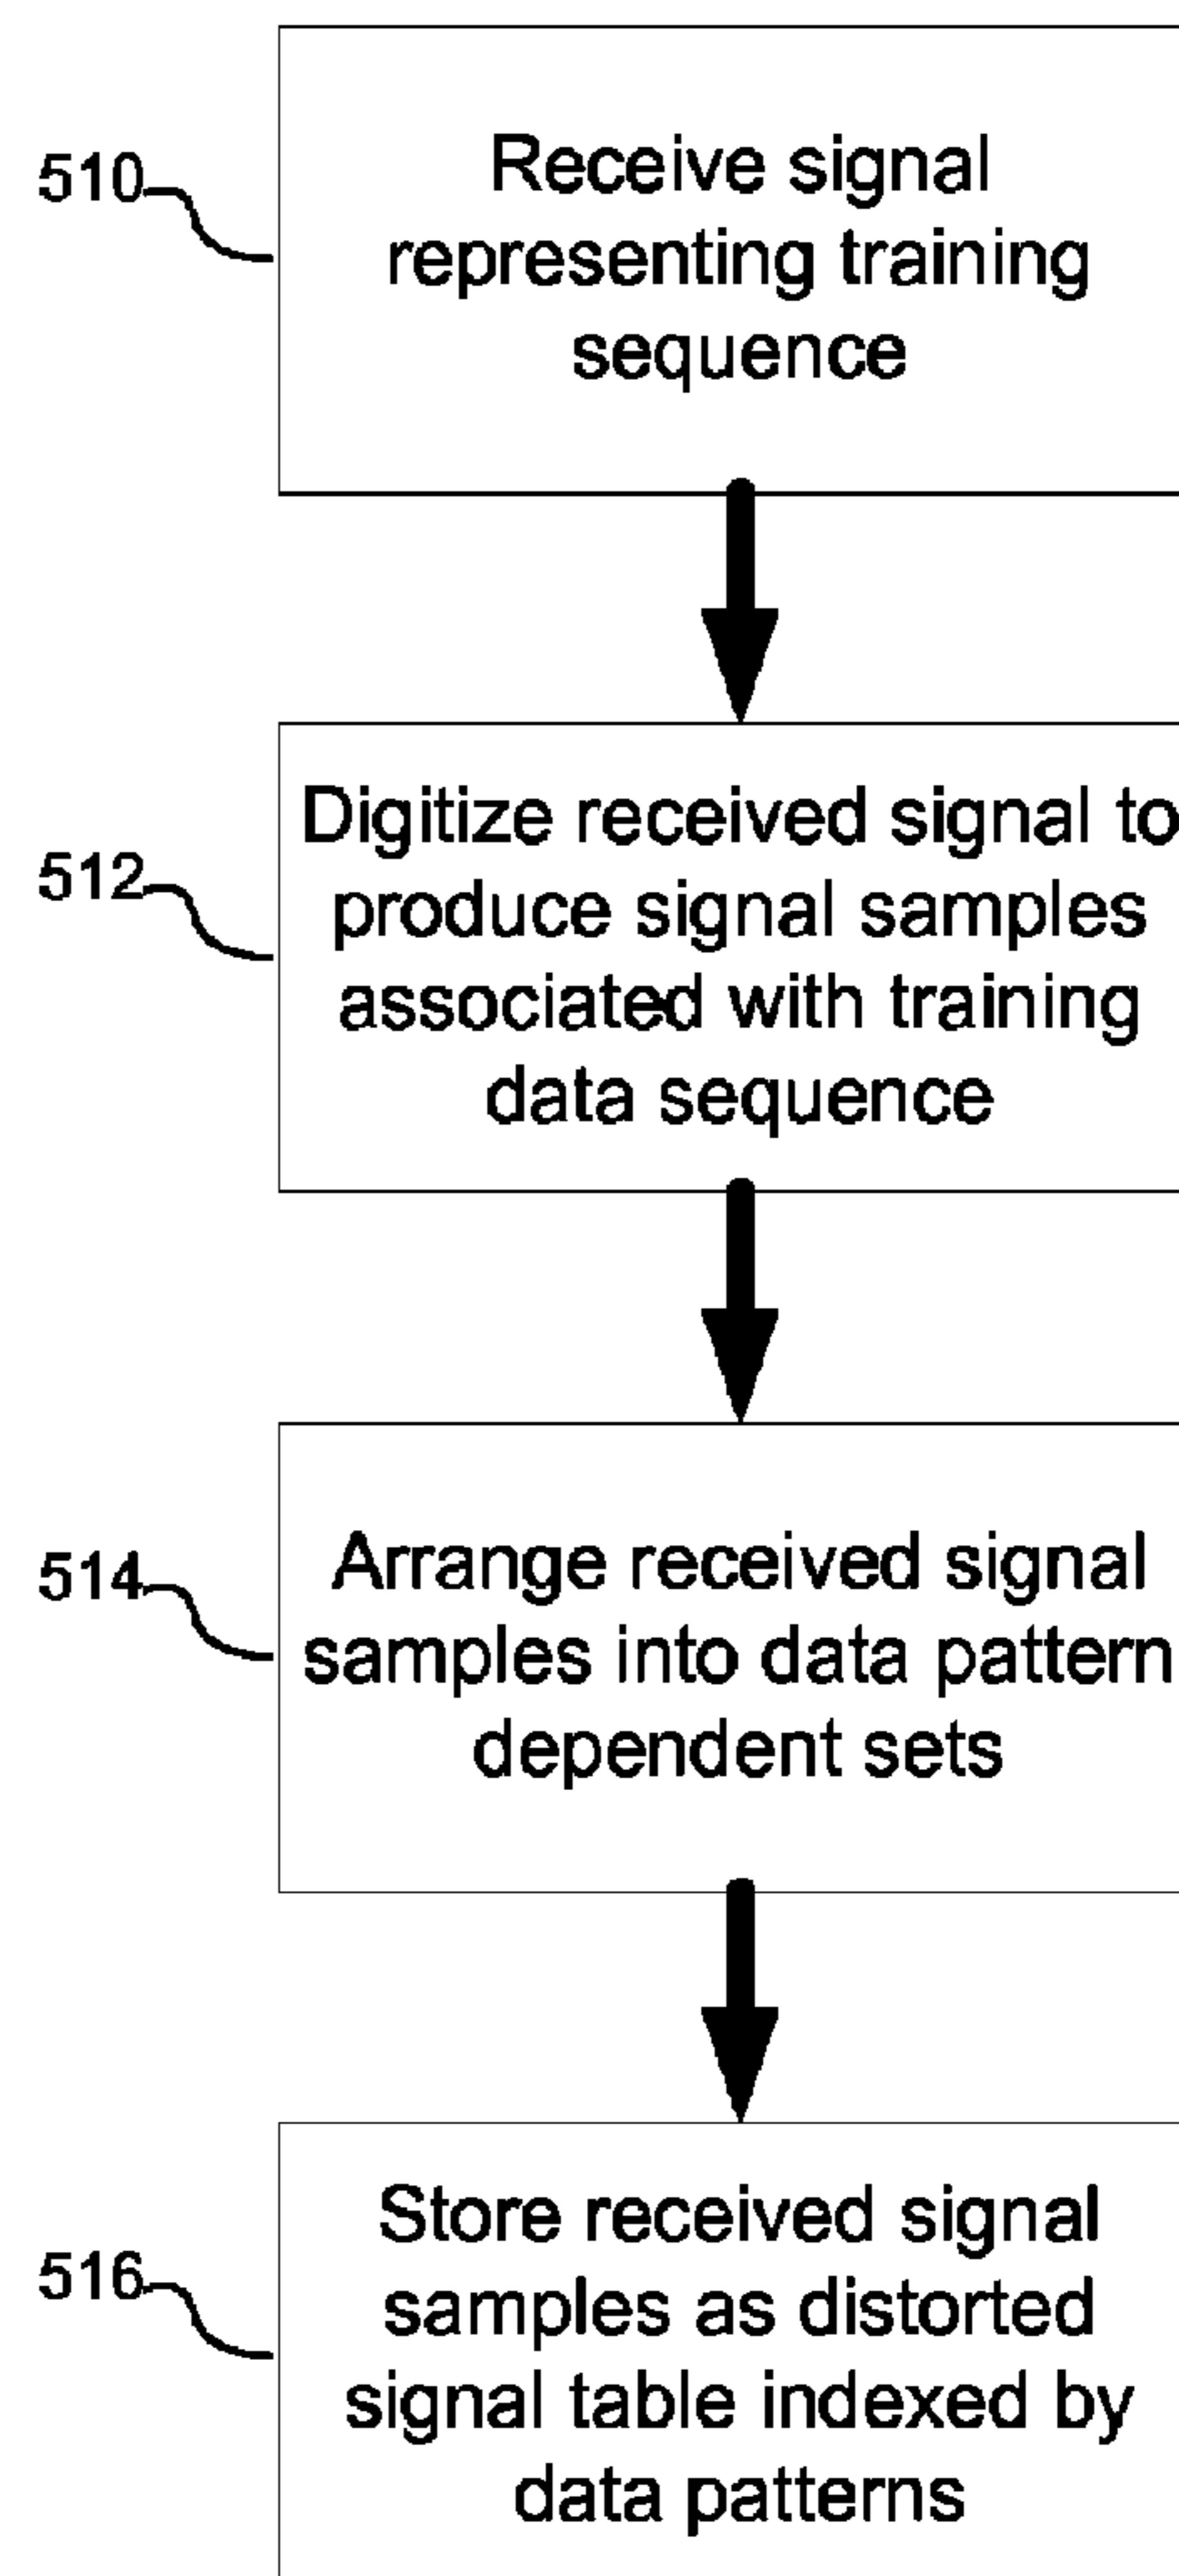 510
Receive signal
representing training
sequence
512
Digitize received signal to
produce signal samples
associated with training
data sequence
514
Arrange received signal
samples into data pattern
dependent sets
516
Store received signal
samples as distorted
signal table indexed by
data patterns